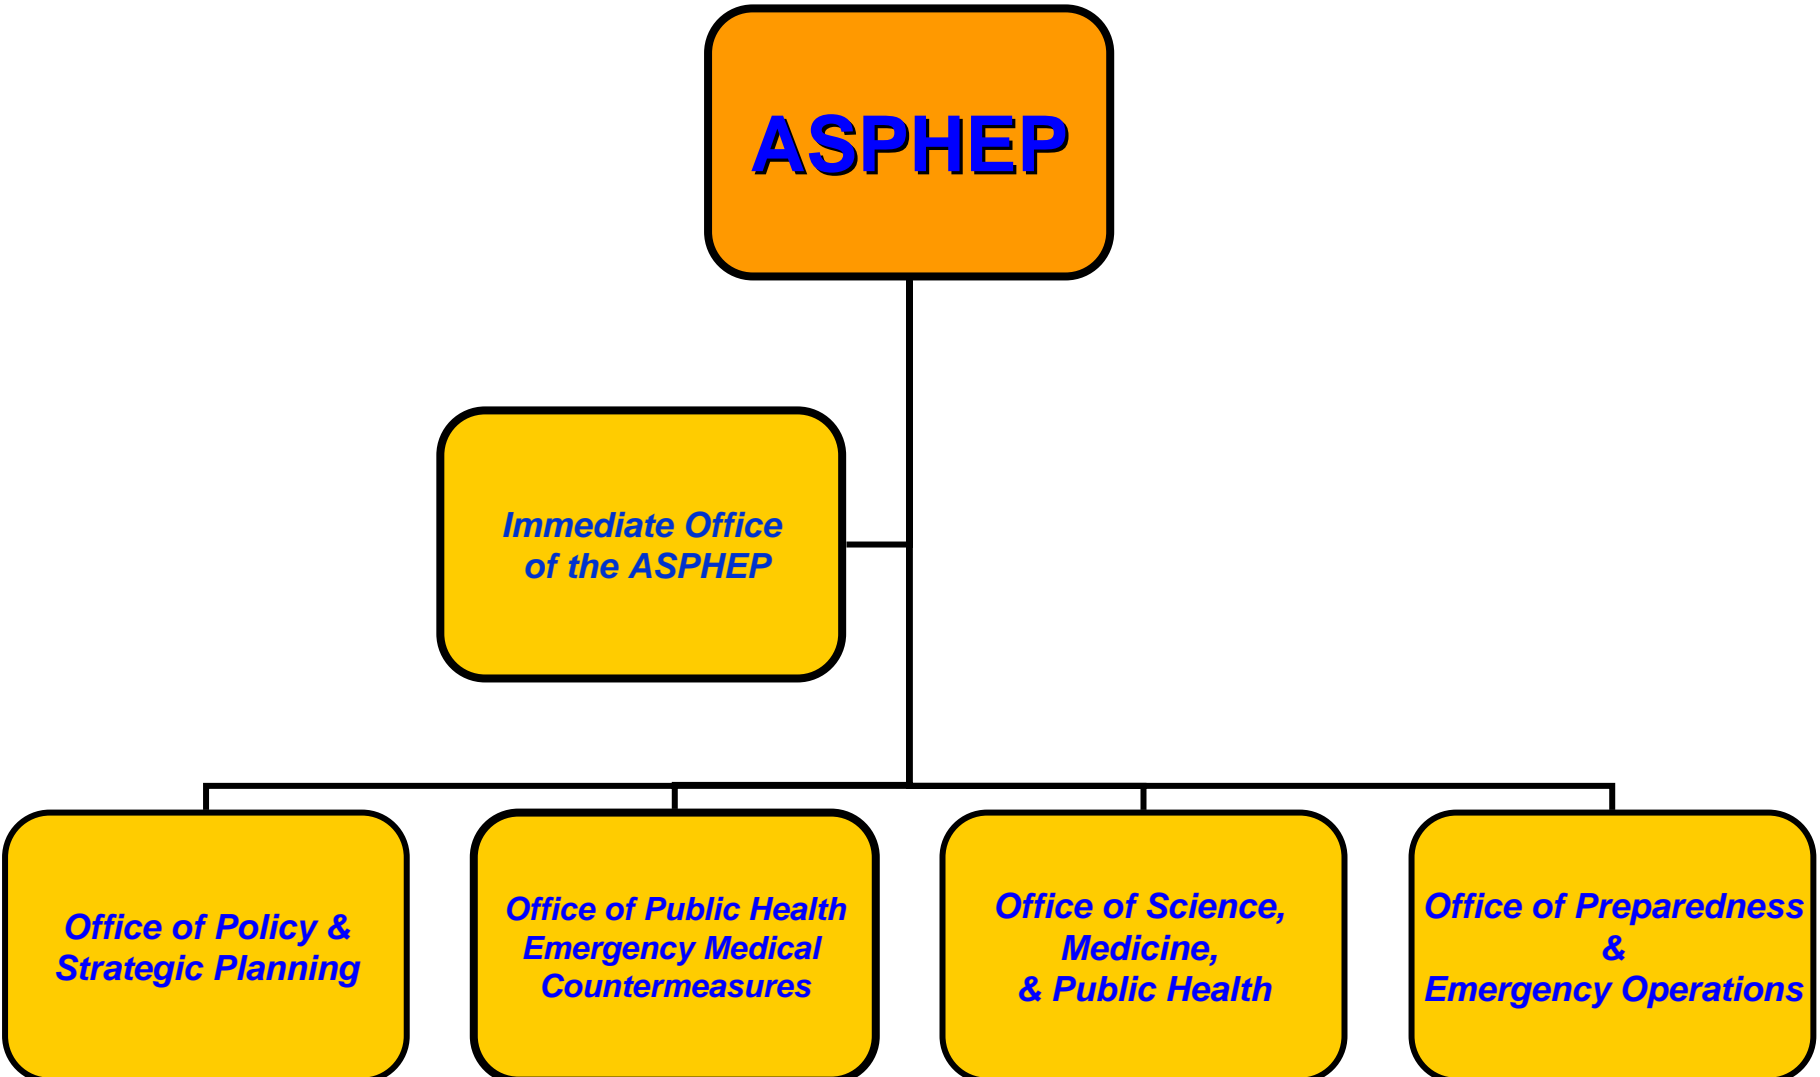 ASPHEP
Immediate Office
of the ASPHEP
Office of Policy &
Strategic Planning
Office of Public Health
Emergency Medical
Countermeasures
Office of Science,
Medicine,
& Public Health
Office of Preparedness
&
Emergency Operations